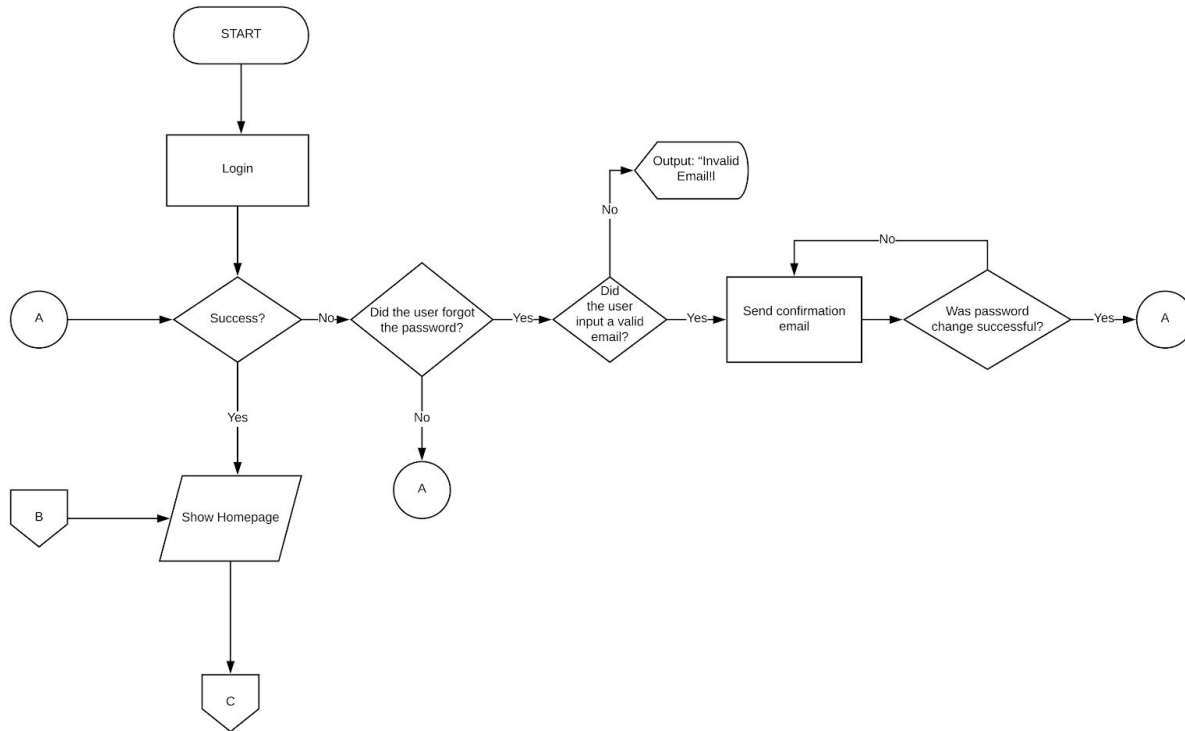 START
Login
Output: “Invalid
Email!l
No
No
A
Success?
No
Did the user forgot
the password?
Yes
Did
the user
input a valid
email?
Yes
Send confirmation
email
Was password
change successful?
Yes
A
Yes
No
A
B
Show Homepage
C